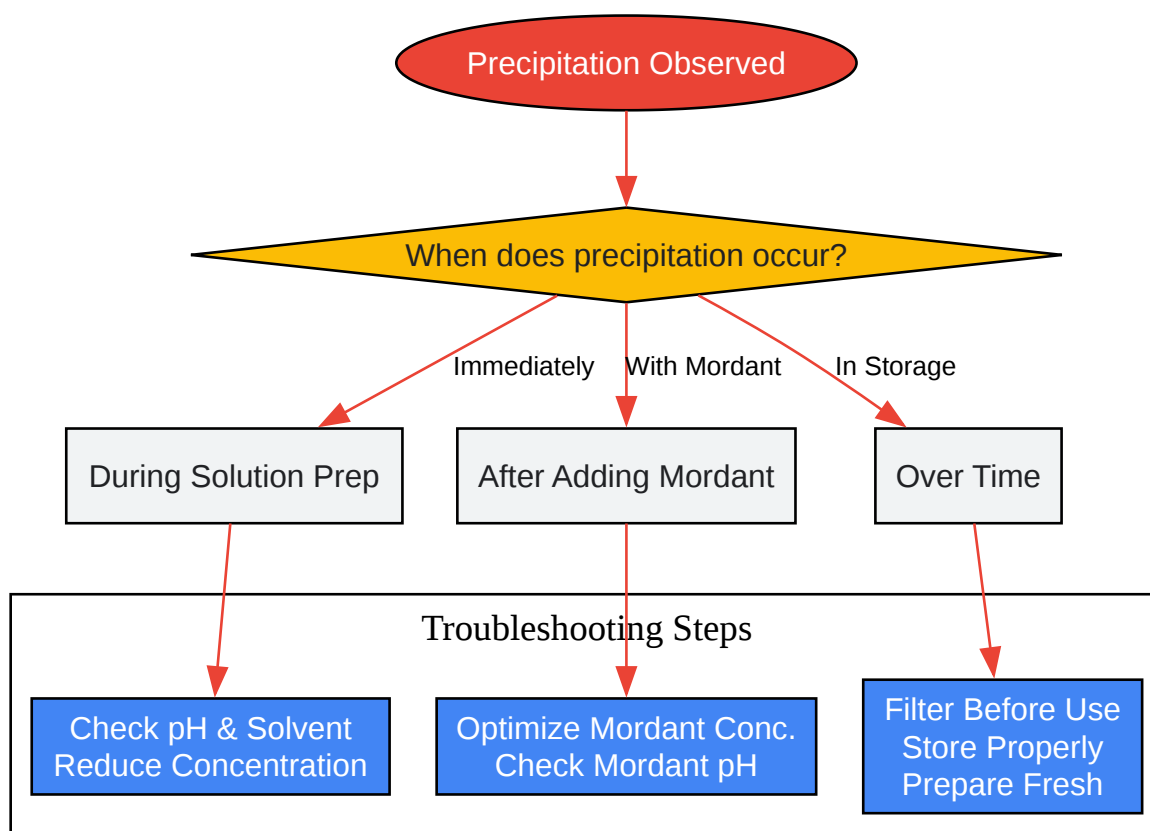 Precipitation Observed
When does precipitation occur?
Immediately
With Mordant
In Storage
During Solution Prep
After Adding Mordant
Over Time
Troubleshooting Steps
Check pH & Solvent
Reduce Concentration
Optimize Mordant Conc.
Check Mordant pH
Filter Before Use
Store Properly
Prepare Fresh